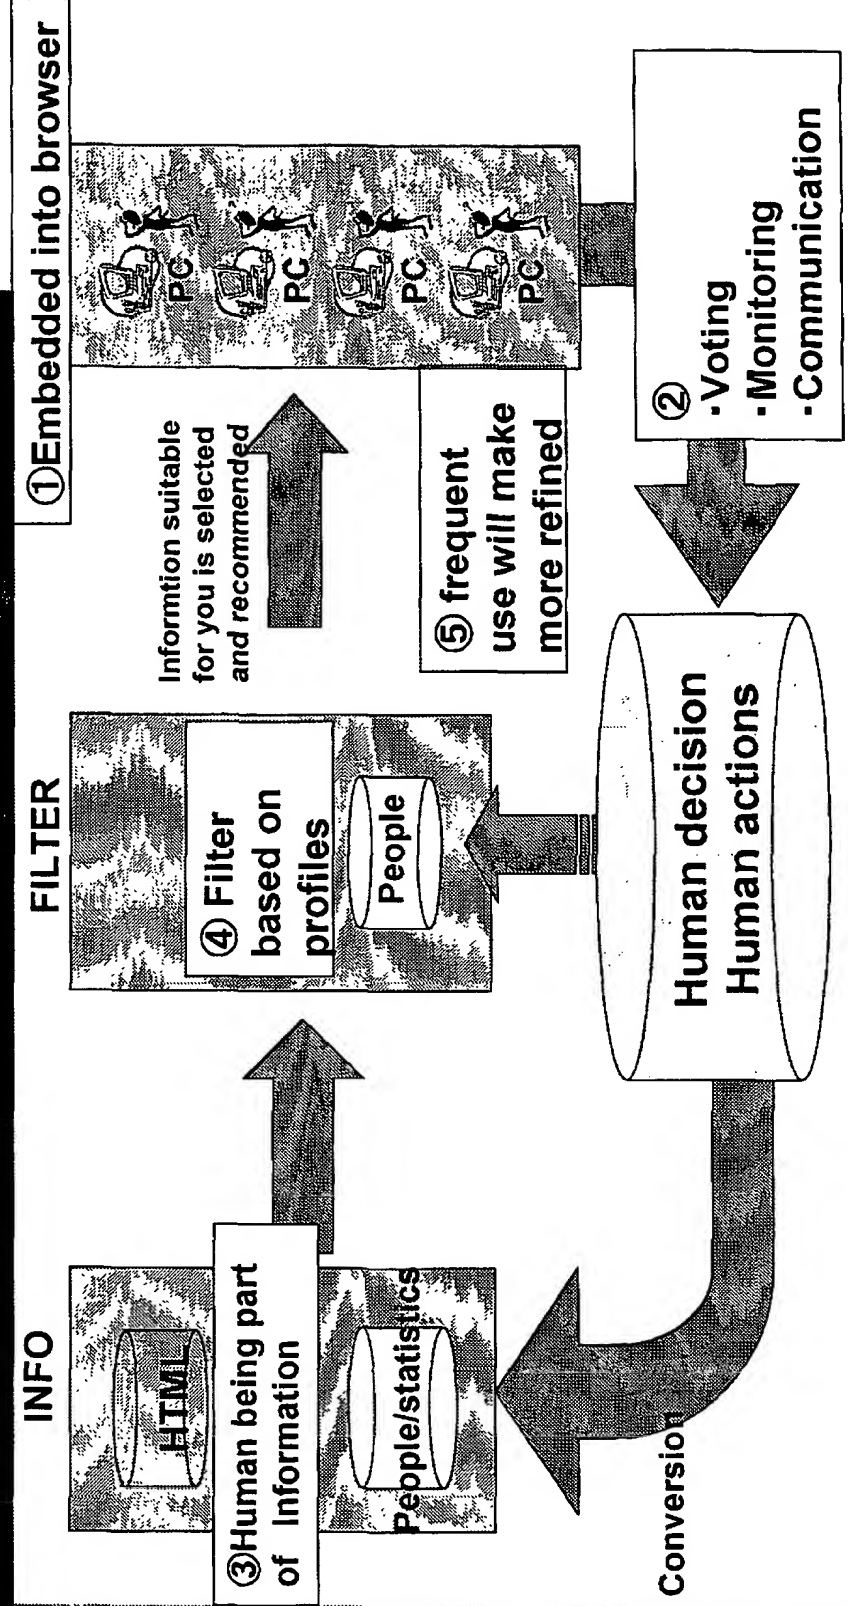 INFO
HTML
③Human being part
of Information
People/statistics
Conversion
FILTER
④ Filter
based on
profiles
People
Human decision
Human actions
Informtion suitable
for you is selected
and recommended
⑤ frequent
use will make
more refined
①Embedded into browser
PC
PC
PC
PC
②
・Voting
・Monitoring
・Communication